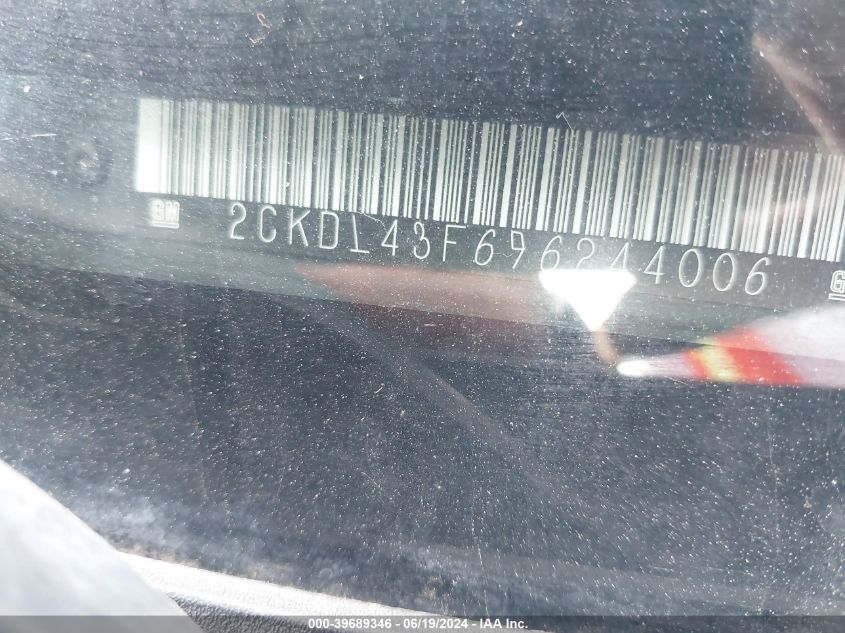 GM 2CKDL43F696244006 GM
000-39689346 / 06/19/2024 - IAA Inc.